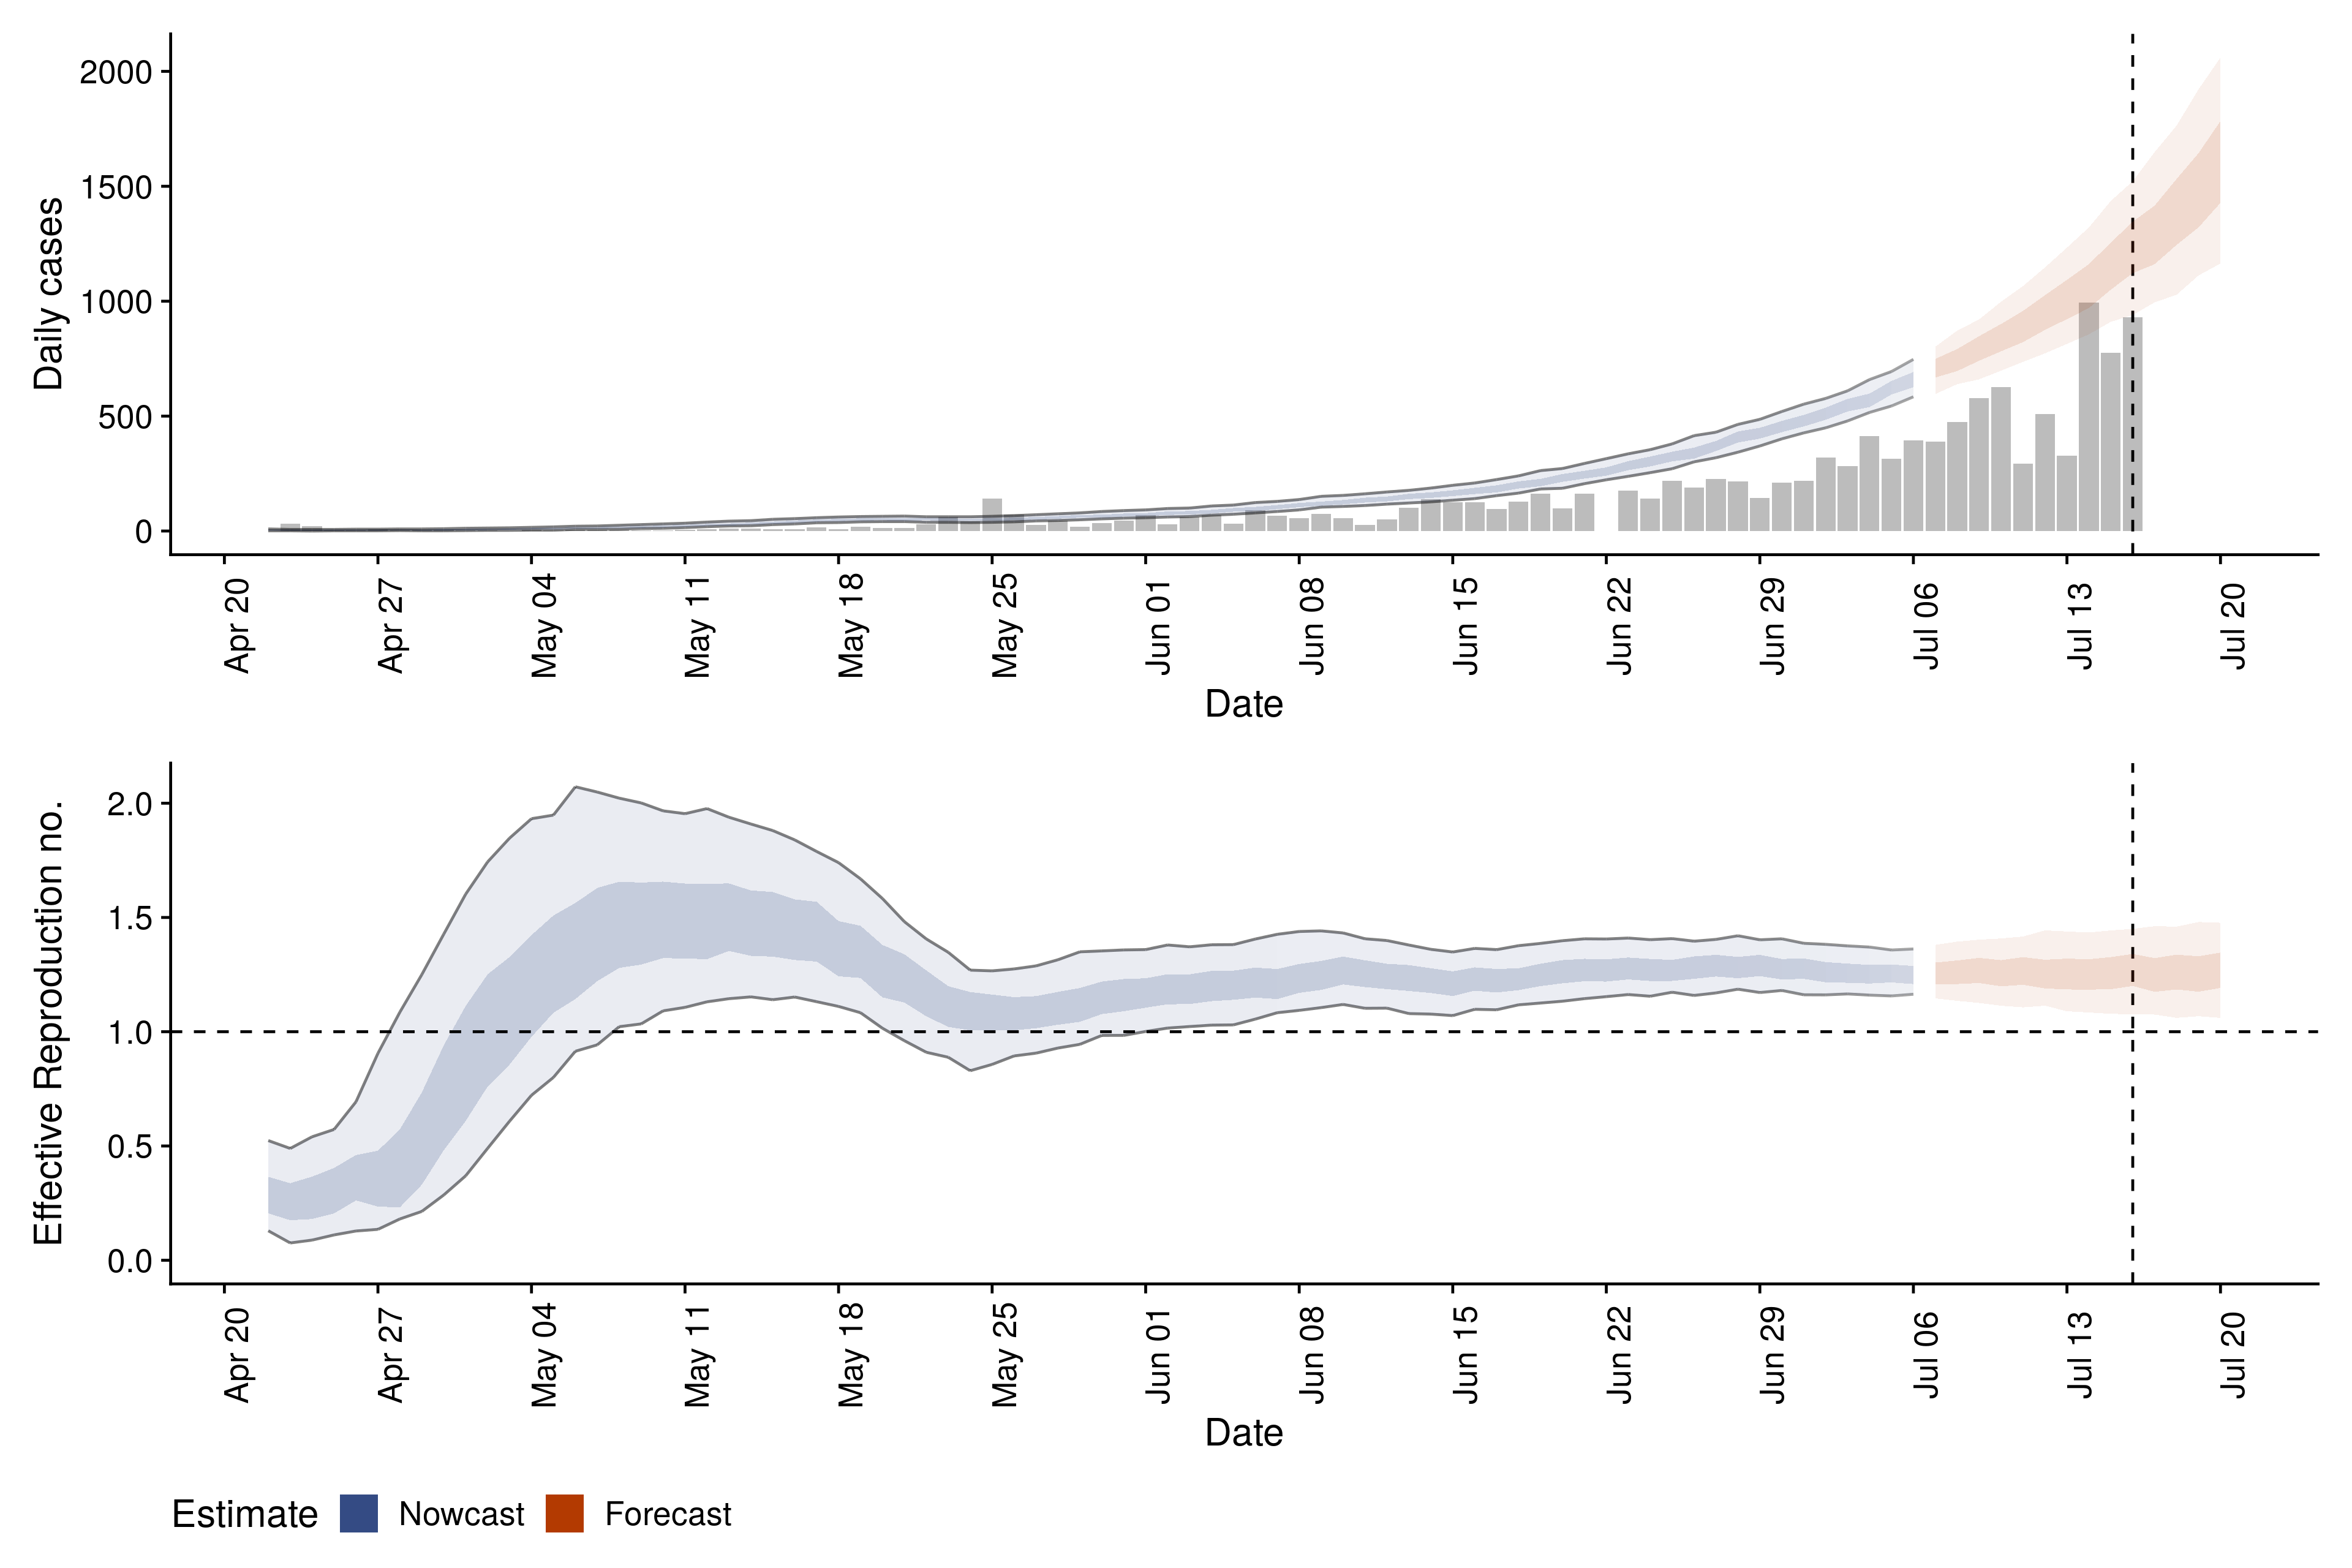 Daily cases
2000
1500
1000
500
0
Apr 20
Apr 27
May 04
May 11
May 18
May 25
Jun 01
Jun 08
Jun 15
Jun 22
Jun 29
Jul 06
Jul 13
Jul 20
Date
Effective Reproduction no.
2.0
1.5
1.0
0.5
0.0
Apr 20
Apr 27
May 04
May 11
May 18
May 25
Jun 01
Jun 08
Jun 15
Jun 22
Jun 29
Jul 06
Jul 13
Jul 20
Date
Estimate Nowcast Forecast